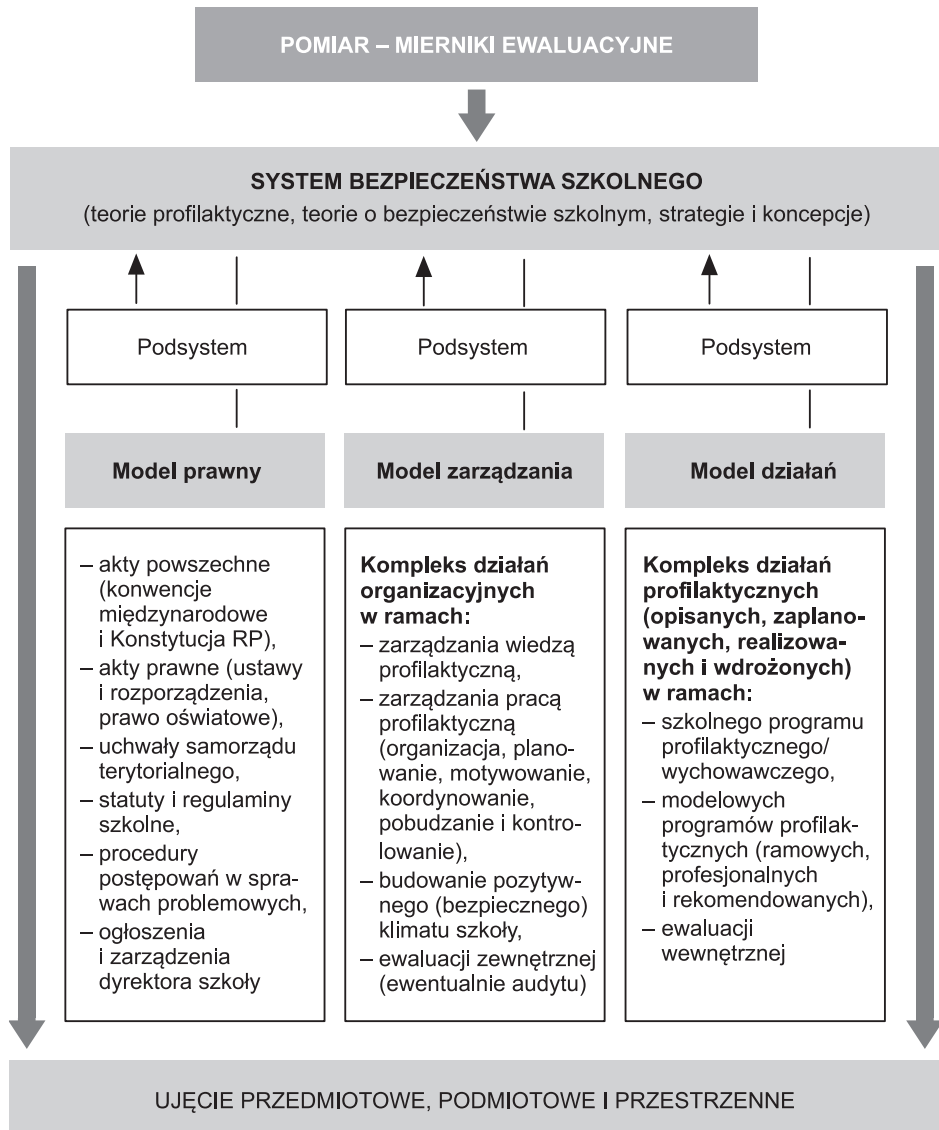 POMIAR – MIERNIKI EWALUACYJNE
SYSTEM BEZPIECZEŃSTWA SZKOLNEGO
(teorie profilaktyczne, teorie o bezpieczeństwie szkolnym, strategie i koncepcje)
Podsystem
Podsystem
Podsystem
Model prawny
Model zarządzania
Model działań
– akty powszechne
(konwencje
międzynarodowe
i Konstytucja RP),
– akty prawne (ustawy
i rozporządzenia,
prawo oświatowe),
– uchwały samorządu
terytorialnego,
– statuty i regulaminy
szkolne,
– procedury
postępowań w spra-
wach problemowych,
– ogłoszenia
i zarządzenia
dyrektora szkoły
Kompleks działań
organizacyjnych
w ramach:
– zarządzania wiedzą
profilaktyczną,
– zarządzania pracą
profilaktyczną
(organizacja, plano-
wanie, motywowanie,
koordynowanie,
pobudzanie i kontro-
lowanie),
– budowanie pozytyw-
nego (bezpiecznego)
klimatu szkoły,
– ewaluacji zewnętrznej
(ewentualnie audytu)
Kompleks działań
profilaktycznych
(opisanych, zaplano-
wanych, realizowa-
nych i wdrożonych)
w ramach:
– szkolnego programu
profilaktycznego/
wychowawczego,
– modelowych
programów profilak-
tycznych (ramowych,
profesjonalnych
i rekomendowanych),
– ewaluacji
wewnętrznej
UJĘCIE PRZEDMIOTOWE, PODMIOTOWE I PRZESTRZENNE